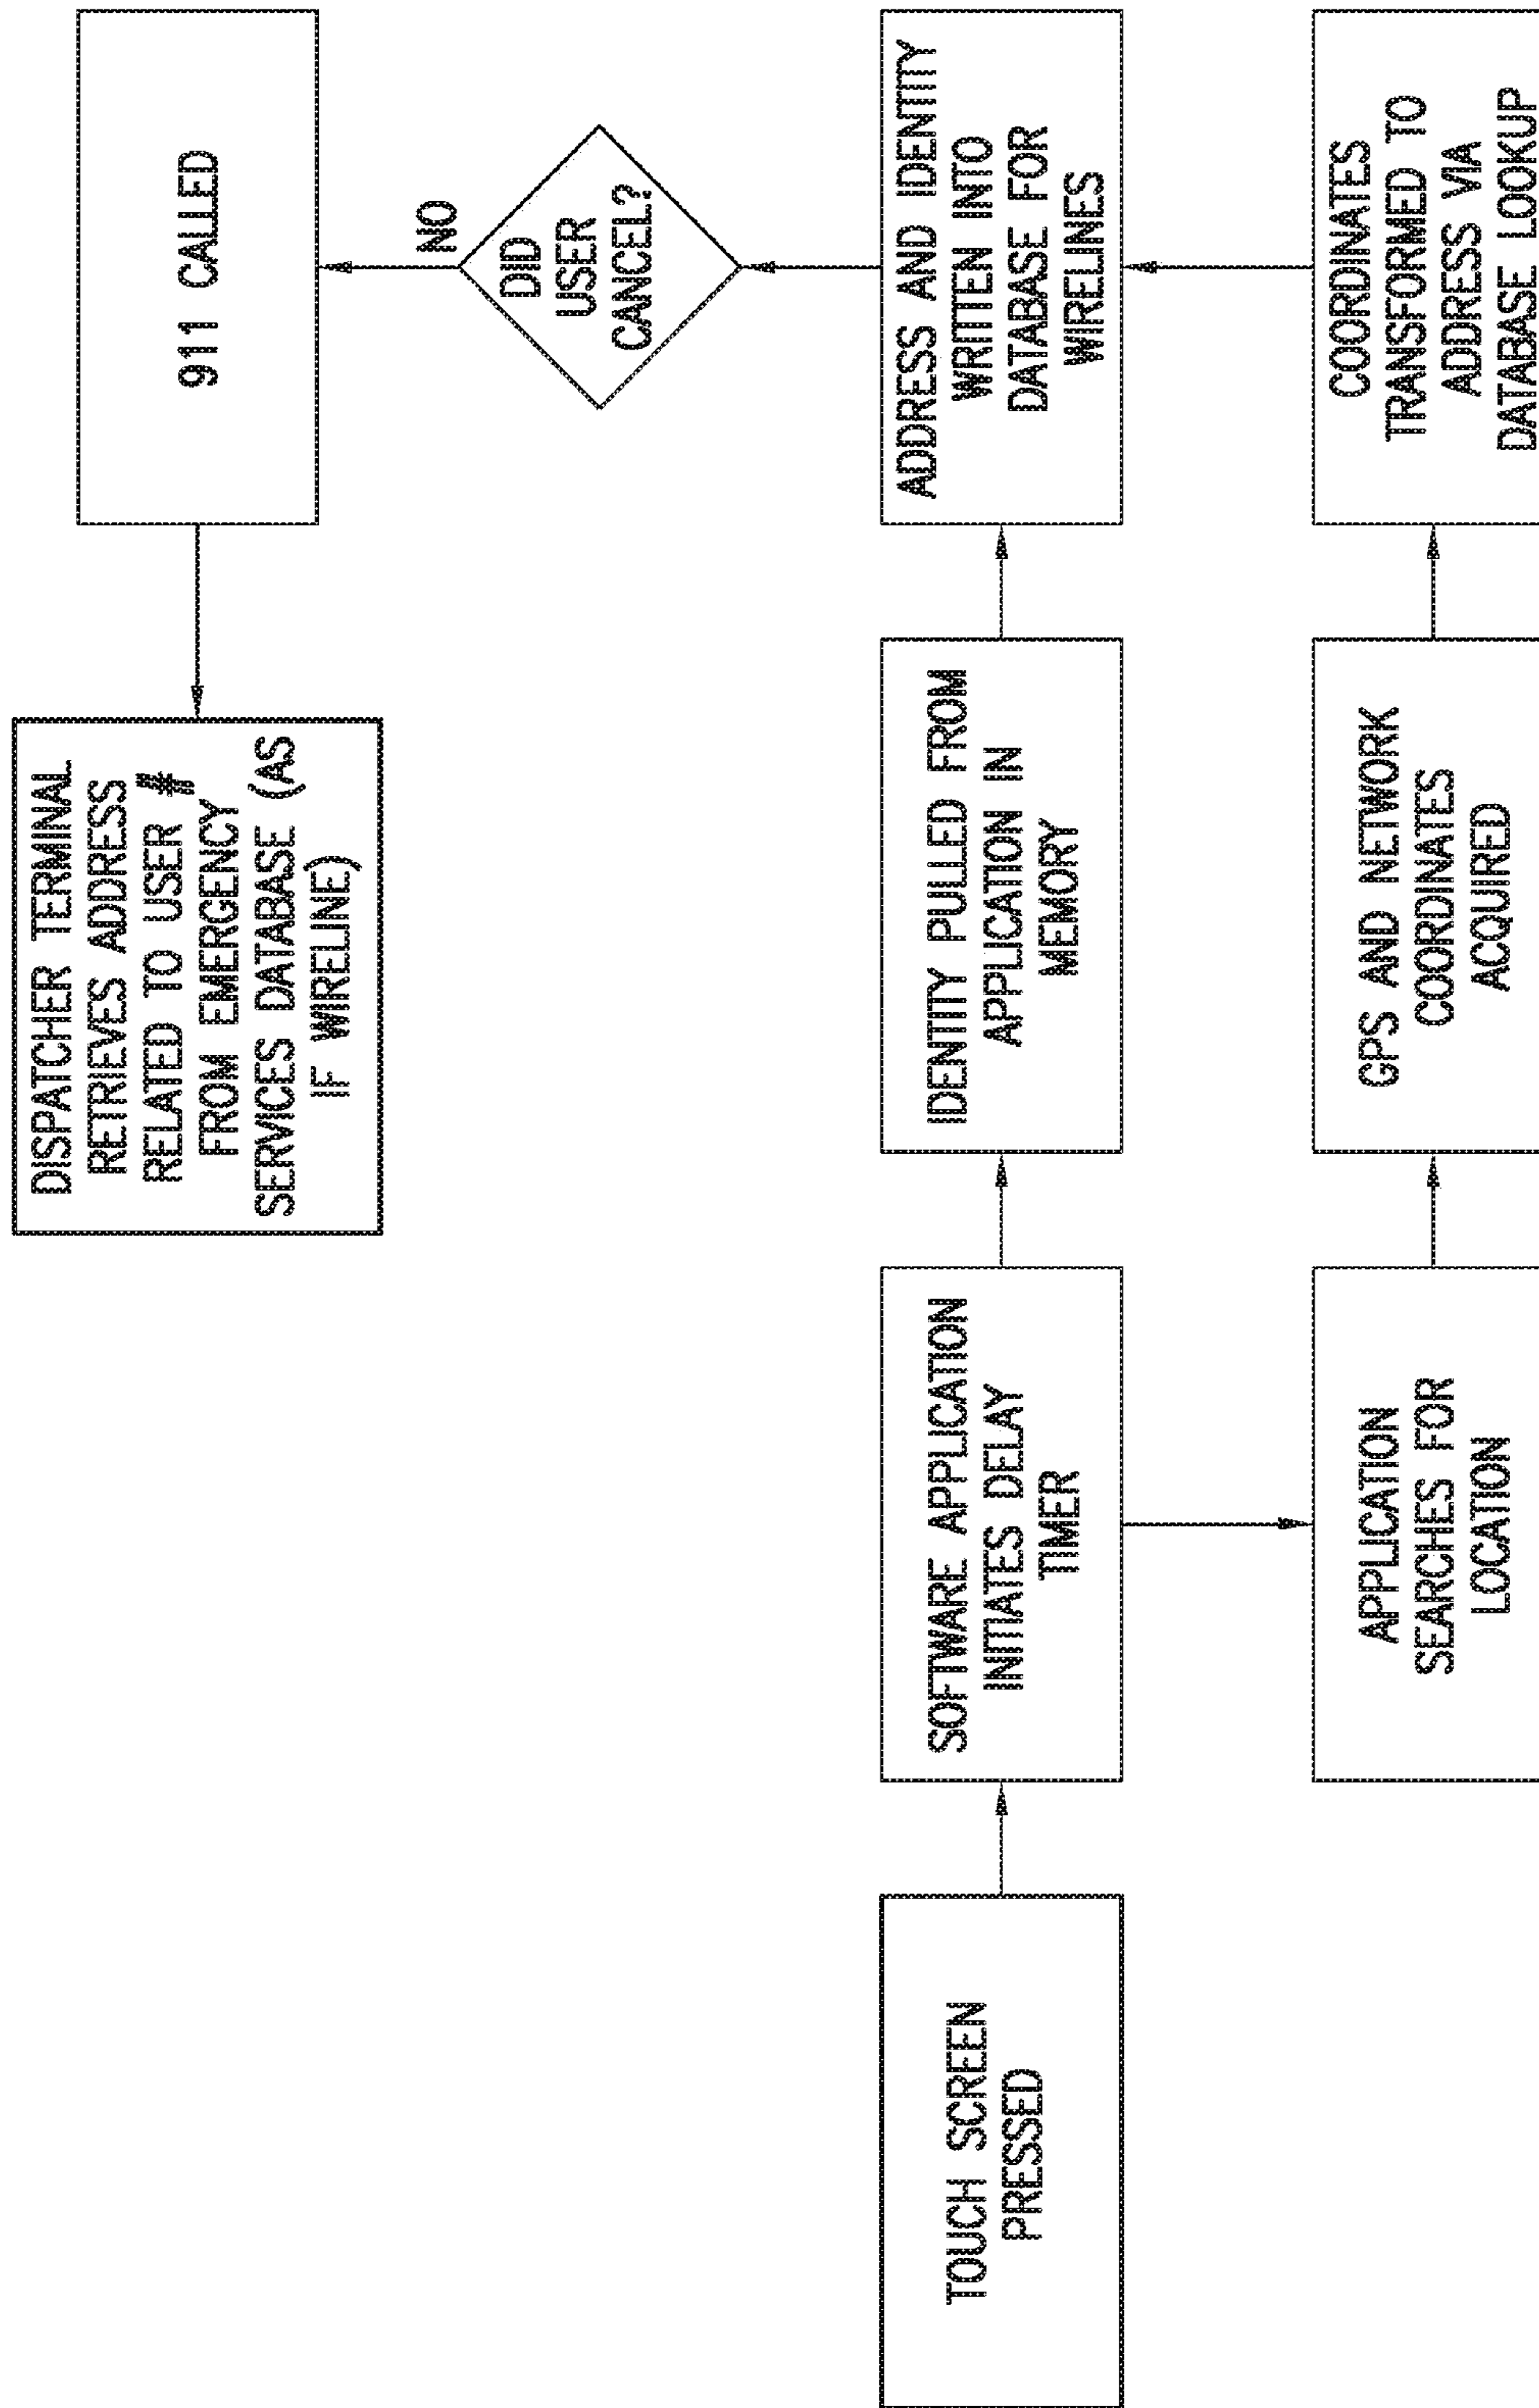 TOUCH SCREEN
PRESSED
SOFTWARE APPLICATION
INITIATES DELAY
TIMER
IDENTITY PULLED FROM
APPLICATION IN
MEMORY
ADDRESS AND IDENTITY
WRITTEN INTO
DATABASE FOR
WIRELINES
APPLICATION
SEARCHES FOR
LOCATION
GPS AND NETWORK
COORDINATES
ACQUIRED
COORDINATES
TRANSFORMED TO
ADDRESS VIA
DATABASE LOOKUP
DID
USER
CANCEL?
NO
911 CALLED
DISPATCHER TERMINAL
RETRIEVES ADDRESS
RELATED TO USER #
FROM EMERGENCY
SERVICES DATABASE (AS
IF WIRELINE)